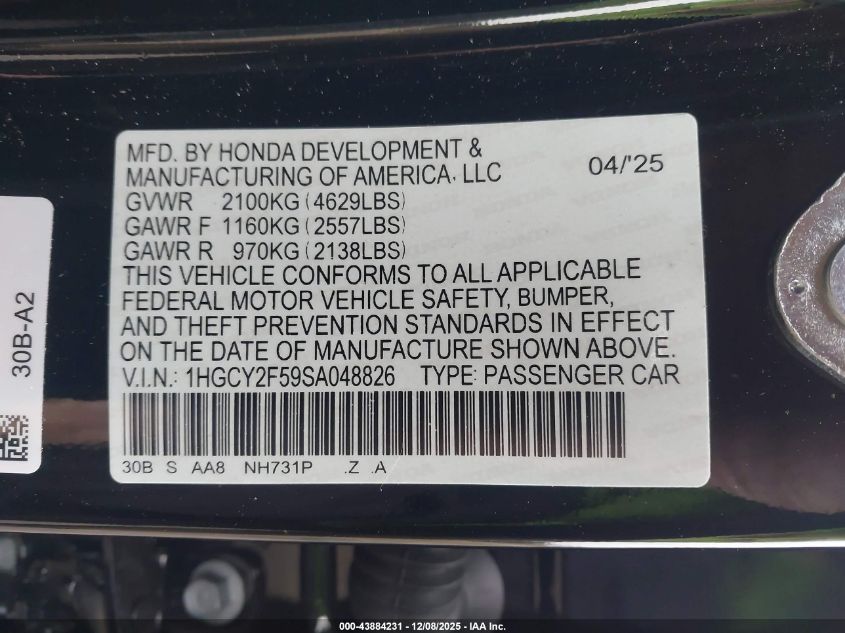 MFD. BY HONDA DEVELOPMENT &
MANUFACTURING OF AMERICA, LLC 04/'25
GVWR 2100KG (4629LBS)
GAWR F 1160KG (2557LBS)
GAWR R 970KG (2138LBS)
THIS VEHICLE CONFORMS TO ALL APPLICABLE
FEDERAL MOTOR VEHICLE SAFETY, BUMPER,
AND THEFT PREVENTION STANDARDS IN EFFECT
ON THE DATE OF MANUFACTURE SHOWN ABOVE.
V.I.N.: 1HGCY2F59SA048826 TYPE: PASSENGER CAR
30B S AA8 NH731P .Z .A
30B-A2
000-43884231 - 12/08/2025 - IAA Inc.